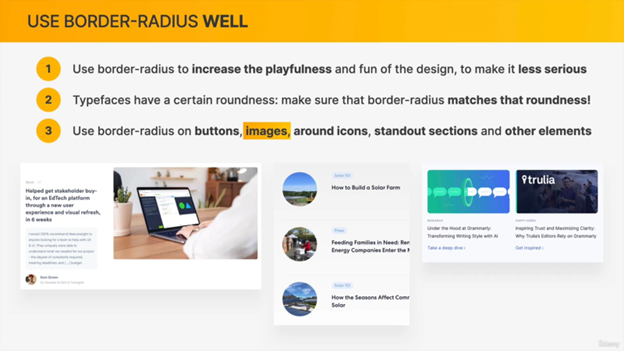 USE BORDER-RADIUS WELL
1 Use border-radius to increase the playfulness and fun of the design, to make it less serious
2 Typefaces have a certain roundness: make sure that border-radius matches that roundness!
3 Use border-radius on buttons, images, around icons, standout sections and other elements
Helped get stakeholder buy-
in, for an EdTech platform
through a new user
experience and visual refresh,
in 6 weeks
Solar 101
How to Build a Solar Farm
Press
Feeding Families in Need: Ren
Energy Companies Enter the
Solar 101
How the Seasons Affect Comm
Solar
trulia
Under the Hood at Grammarly:
Transforming Writing Style with AI
Take a deep dive ›
Inspiring Trust and Maximizing Clarity:
Why Trulia's Editors Rely on Grammarly
Get inspired ›
Udemy